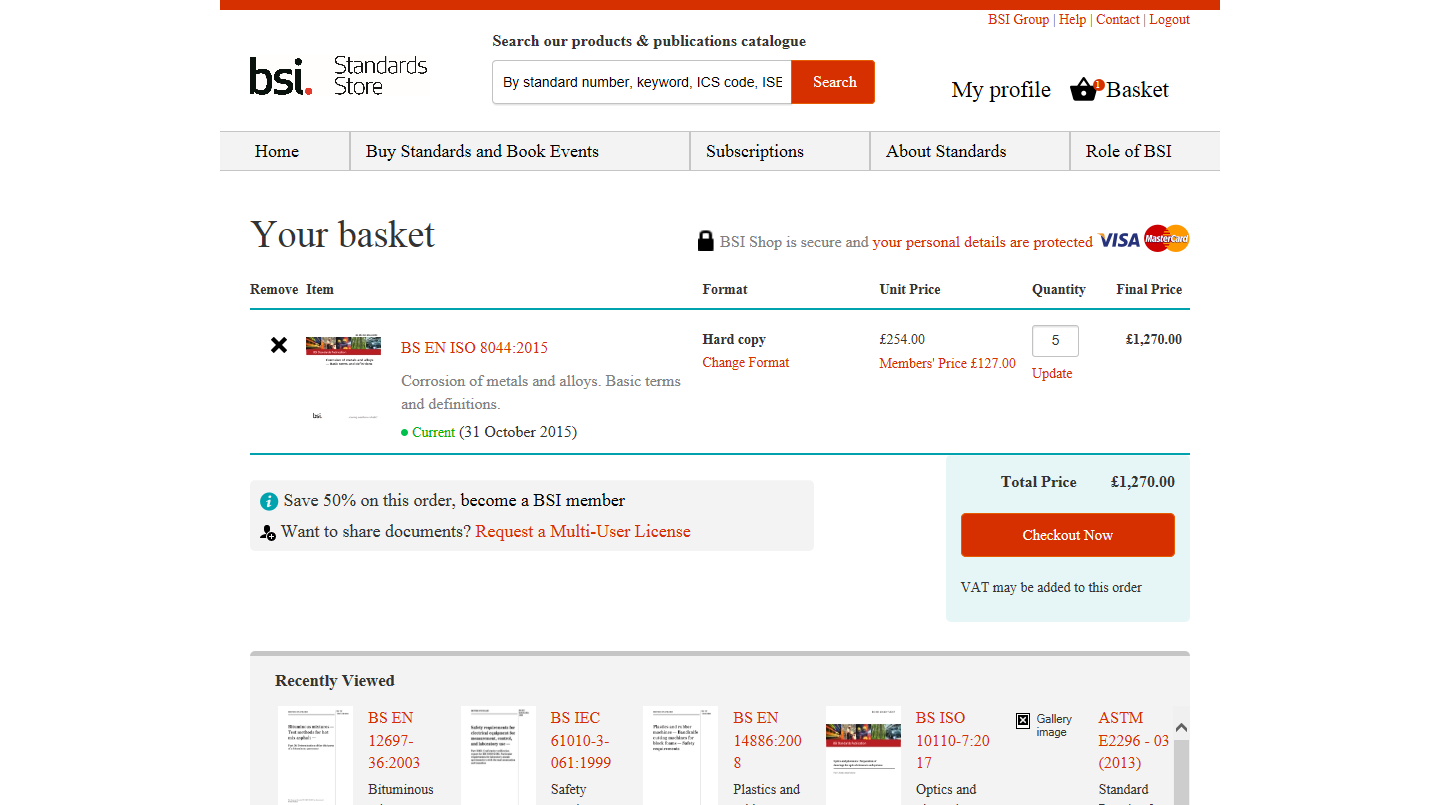 BSI Group | Help | Contact | Logout
Search our products & publications catalogue
bsi. Standards Store
By standard number, keyword, ICS code, ISB
Search
My profile
1
Basket
Home
Buy Standards and Book Events
Subscriptions
About Standards
Role of BSI
Your basket
BSI Shop is secure and your personal details are protected VISA MasterCard
Remove Item Format Unit Price Quantity Final Price
BS EN ISO 8044:2015
Corrosion of metals and alloys. Basic terms
and definitions.
Current (31 October 2015)
Hard copy
Change Format
£254.00
Members' Price £127.00
5
Update
£1,270.00
Save 50% on this order, become a BSI member
Want to share documents? Request a Multi-User License
Total Price £1,270.00
Checkout Now
VAT may be added to this order
Recently Viewed
BS EN
12697-
36:2003
Bituminous
BS IEC
61010-3-
061:1999
Safety
BS EN
14886:200
8
Plastics and
BS ISO
10110-7:20
17
Optics and
Gallery
image
ASTM
E2296 - 03
(2013)
Standard